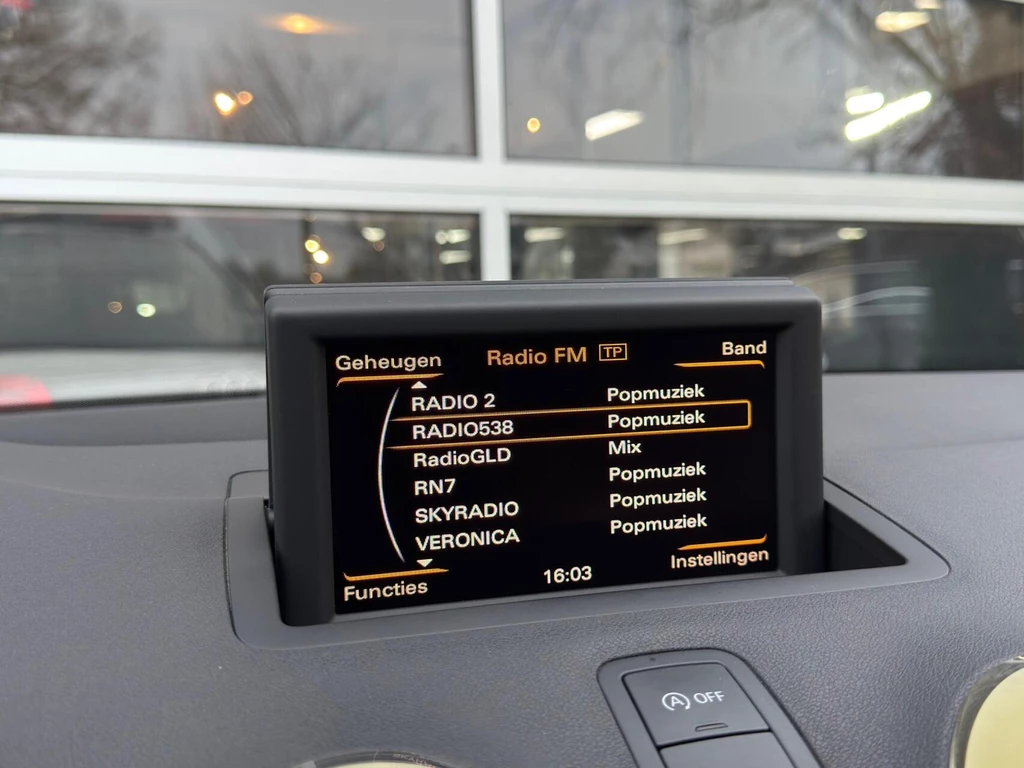 Geheugen Radio FM TP Band
RADIO 2 Popmuziek
RADIO538 Popmuziek
RadioGLD Mix
RN7 Popmuziek
SKYRADIO Popmuziek
VERONICA Popmuziek
Functies 16:03 Instellingen
A OFF